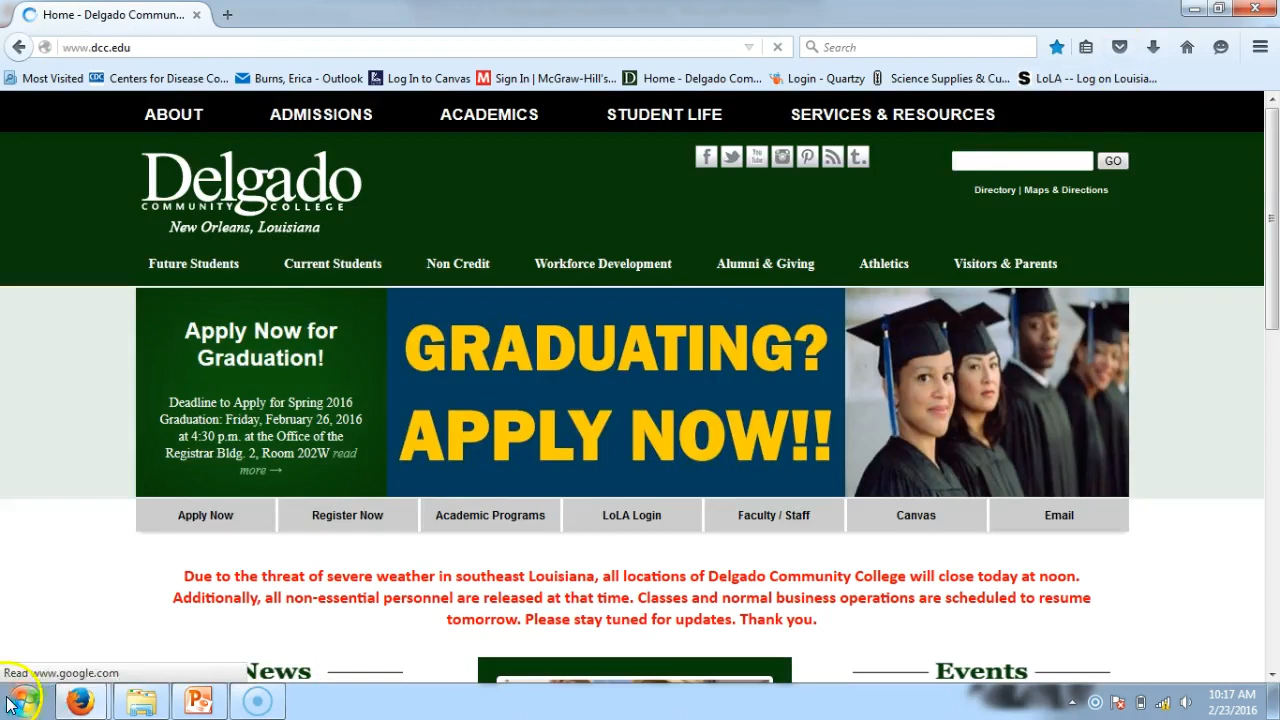 Home - Delgado Commun...
www.dcc.edu
Search
Most Visited
CDC Centers for Disease Co...
Burns, Erica - Outlook
Log In to Canvas
M Sign In | McGraw-Hill's...
D Home - Delgado Com...
Login - Quartzy
Science Supplies & Cu...
S LoLA -- Log on Louisia...
ABOUT ADMISSIONS ACADEMICS STUDENT LIFE SERVICES & RESOURCES
Delgado
COMMUNITY COLLEGE
New Orleans, Louisiana
f You Tube t.
GO
Directory | Maps & Directions
Future Students Current Students Non Credit Workforce Development Alumni & Giving Athletics Visitors & Parents
Apply Now for
Graduation!
Deadline to Apply for Spring 2016
Graduation: Friday, February 26, 2016
at 4:30 p.m. at the Office of the
Registrar Bldg. 2, Room 202W read
more →
GRADUATING?
APPLY NOW!!
Apply Now Register Now Academic Programs LoLA Login Faculty / Staff Canvas Email
Due to the threat of severe weather in southeast Louisiana, all locations of Delgado Community College will close today at noon.
Additionally, all non-essential personnel are released at that time. Classes and normal business operations are scheduled to resume
tomorrow. Please stay tuned for updates. Thank you.
News
Events
Read www.google.com
10:17 AM
2/23/2016